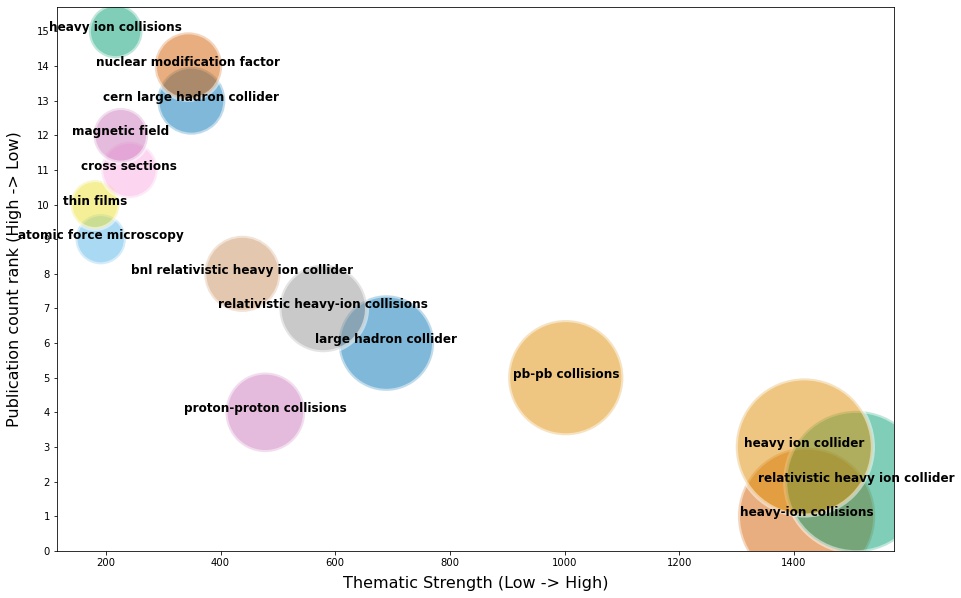 15
heavy ion collisions
14
nuclear modification factor
13
cern large hadron collider
12
magnetic field
11
cross sections
10
thin films
9
atomic force microscopy
8
bnl relativistic heavy ion collider
7
relativistic heavy-ion collisions
6
large hadron collider
5
pb-pb collisions
4
proton-proton collisions
3
heavy ion collider
2
relativistic heavy ion collider
1
heavy-ion collisions
0
Publication count rank (High -> Low)
200 400 600 800 1000 1200 1400
Thematic Strength (Low -> High)